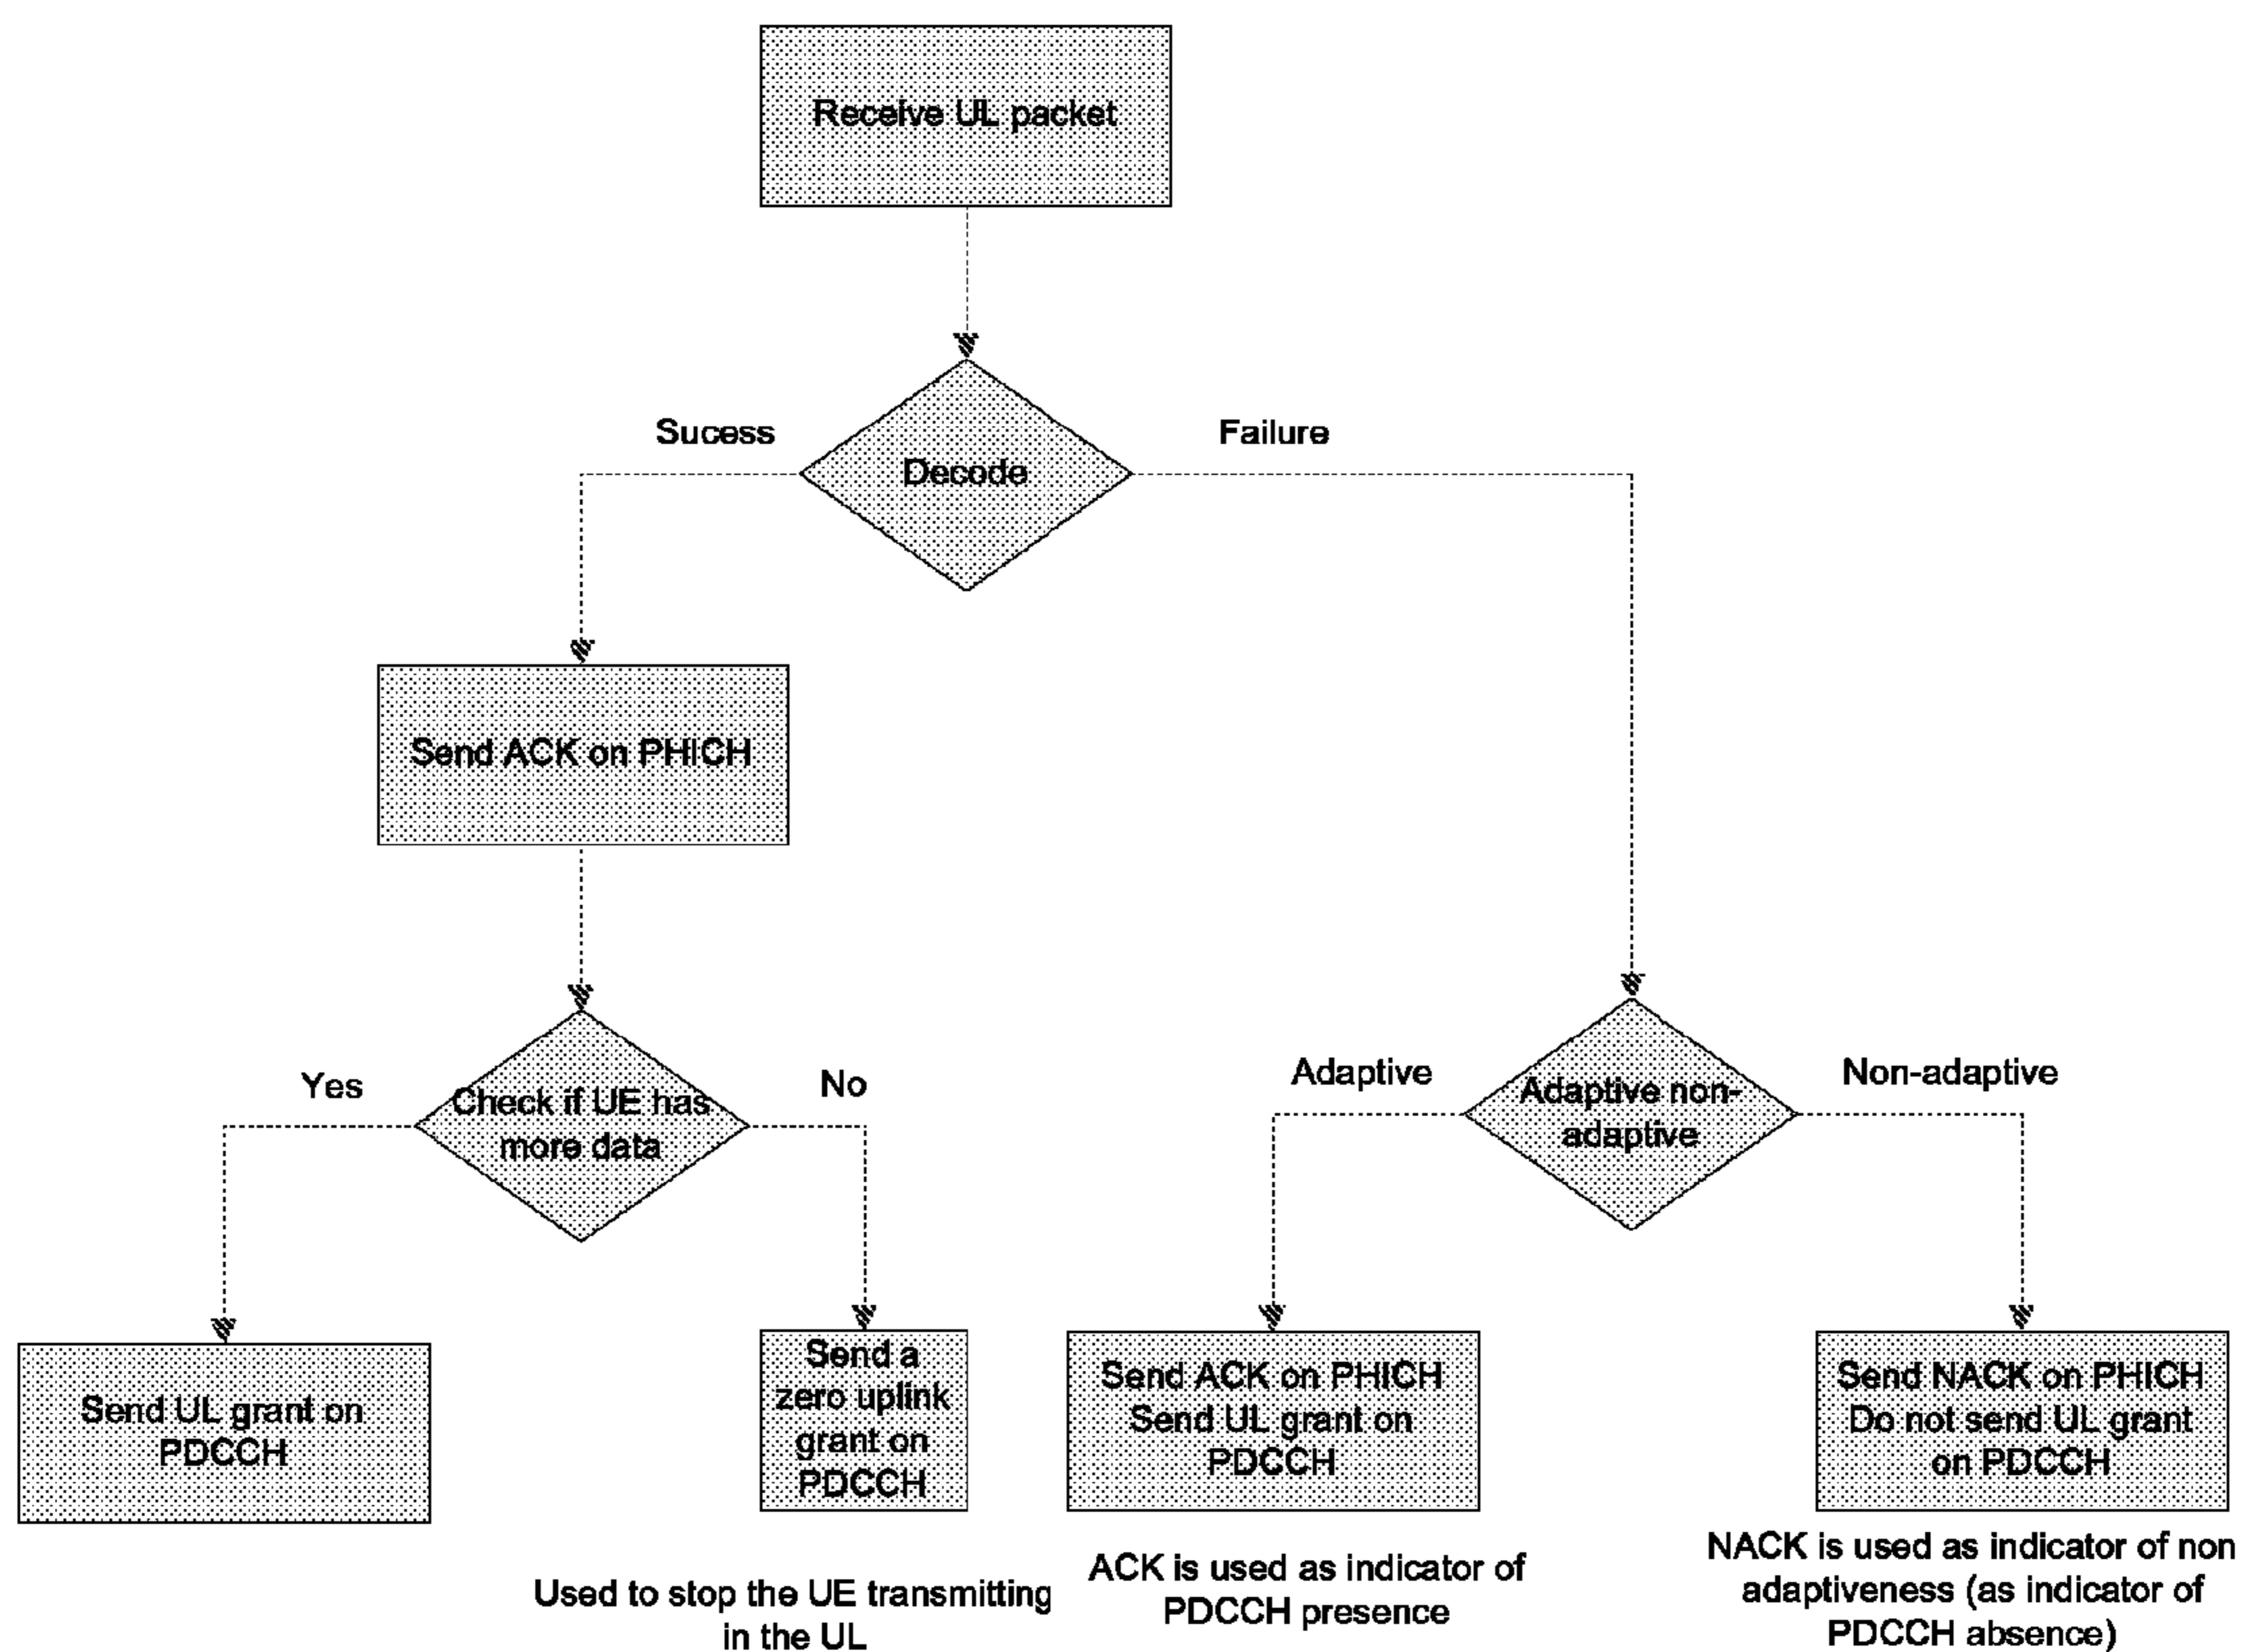 Receive UL packet
Sucess
Failure
Decode
Send ACK on PHICH
Yes
Check if UE has
more data
No
Adaptive
Adaptive non-
adaptive
Non-adaptive
Send UL grant on
PDCCH
Send a
zero uplink
grant on
PDCCH
Send ACK on PHICH
Send UL grant on
PDCCH
Send NACK on PHICH
Do not send UL grant
on PDCCH
Used to stop the UE transmitting
in the UL
ACK is used as indicator of
PDCCH presence
NACK is used as indicator of non
adaptiveness (as indicator of
PDCCH absence)